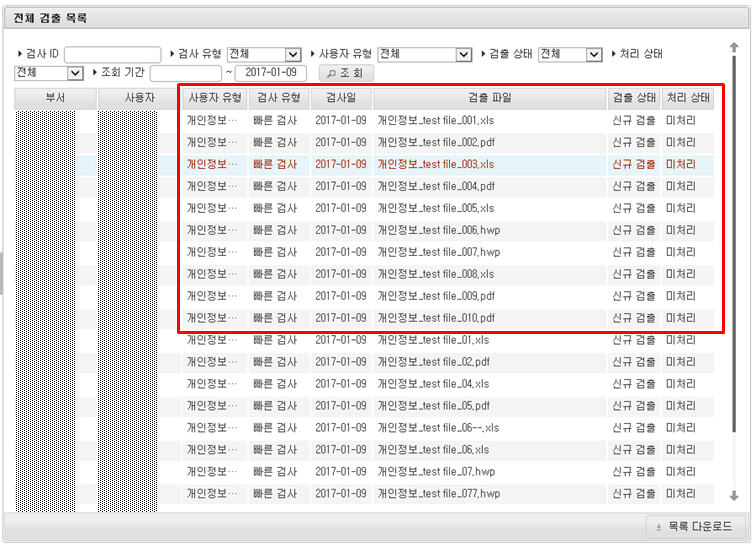 전체 검출 목록
검사 ID 검사 유형 전체 사용자 유형 전체 검출 상태 전체 처리 상태
전체 조회 기간 ~ 2017-01-09 조 회
부서 사용자 사용자 유형 검사 유형 검사일 검출 파일 검출 상태 처리 상태
개인정보… 빠른 검사 2017-01-09 개인정보_test file_001.xls 신규 검출 미처리
개인정보… 빠른 검사 2017-01-09 개인정보_test file_002.pdf 신규 검출 미처리
개인정보… 빠른 검사 2017-01-09 개인정보_test file_003.xls 신규 검출 미처리
개인정보… 빠른 검사 2017-01-09 개인정보_test file_004.pdf 신규 검출 미처리
개인정보… 빠른 검사 2017-01-09 개인정보_test file_005.xls 신규 검출 미처리
개인정보… 빠른 검사 2017-01-09 개인정보_test file_006.hwp 신규 검출 미처리
개인정보… 빠른 검사 2017-01-09 개인정보_test file_007.hwp 신규 검출 미처리
개인정보… 빠른 검사 2017-01-09 개인정보_test file_008.xls 신규 검출 미처리
개인정보… 빠른 검사 2017-01-09 개인정보_test file_009.pdf 신규 검출 미처리
개인정보… 빠른 검사 2017-01-09 개인정보_test file_010.pdf 신규 검출 미처리
개인정보… 빠른 검사 2017-01-09 개인정보_test file_01.xls 신규 검출 미처리
개인정보… 빠른 검사 2017-01-09 개인정보_test file_02.pdf 신규 검출 미처리
개인정보… 빠른 검사 2017-01-09 개인정보_test file_04.xls 신규 검출 미처리
개인정보… 빠른 검사 2017-01-09 개인정보_test file_05.pdf 신규 검출 미처리
개인정보… 빠른 검사 2017-01-09 개인정보_test file_06--.xls 신규 검출 미처리
개인정보… 빠른 검사 2017-01-09 개인정보_test file_06.xls 신규 검출 미처리
개인정보… 빠른 검사 2017-01-09 개인정보_test file_07.hwp 신규 검출 미처리
개인정보… 빠른 검사 2017-01-09 개인정보_test file_077.hwp 신규 검출 미처리
목록 다운로드